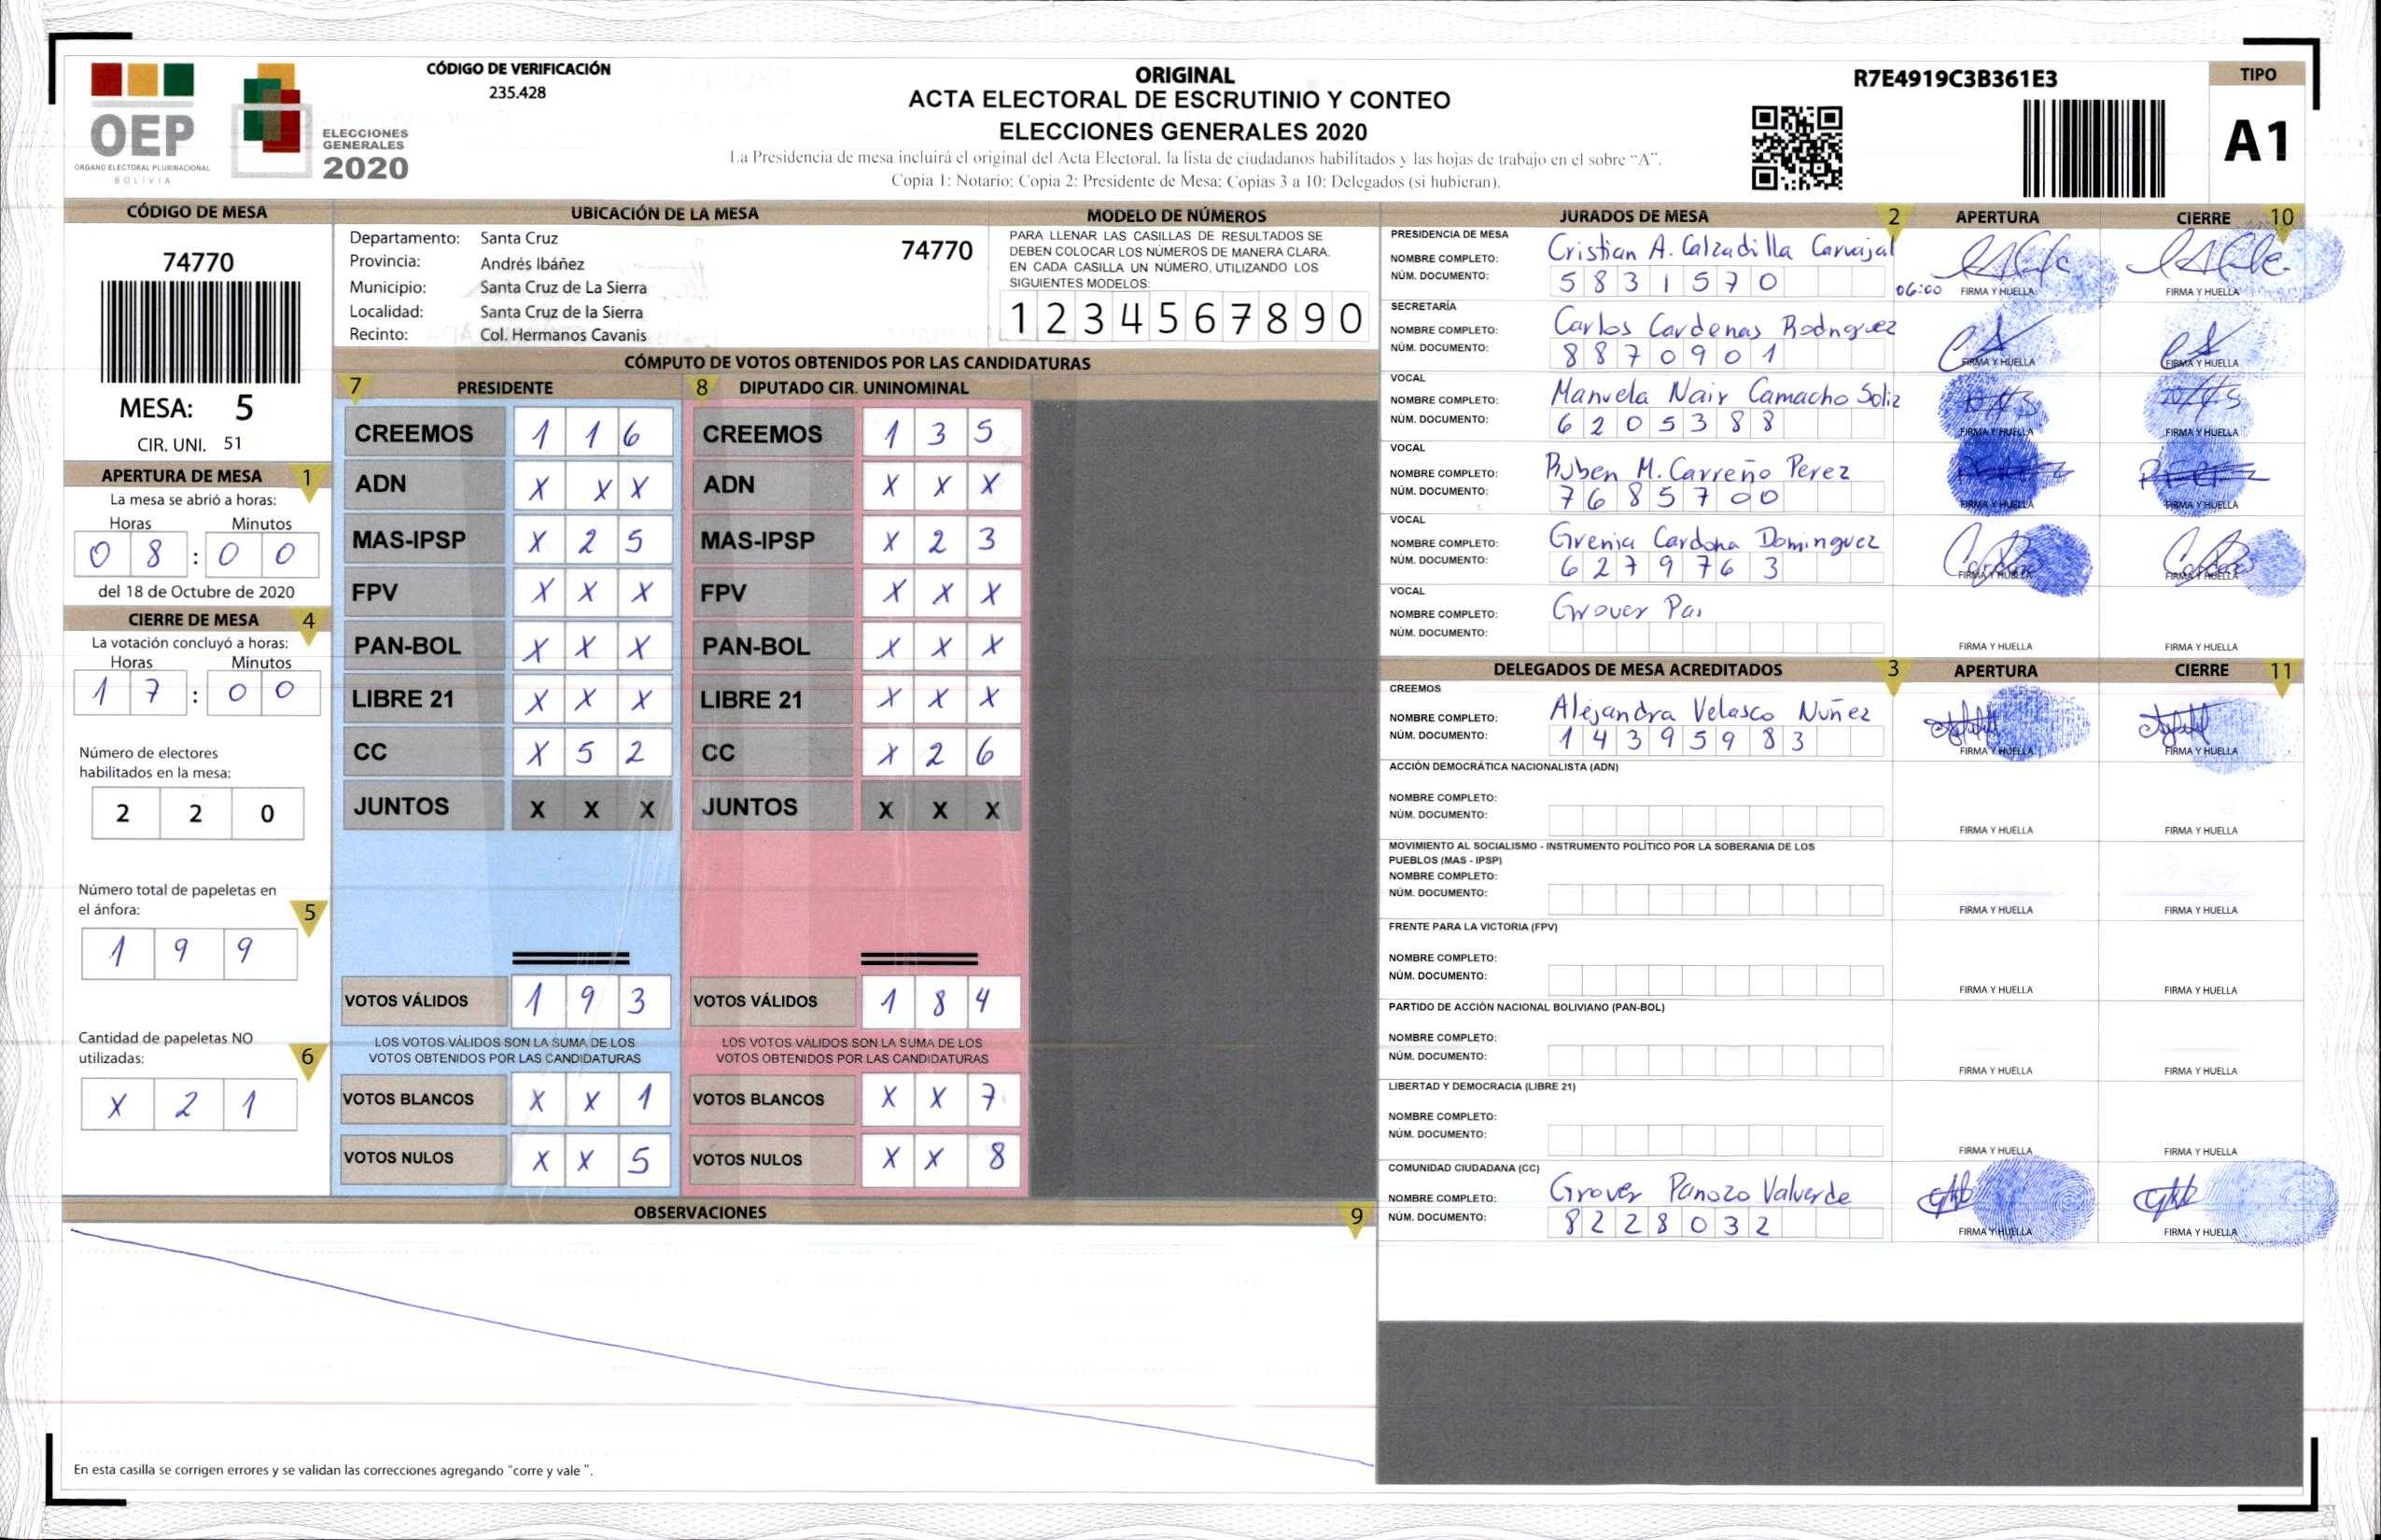 OEP
ORGANO ELECTORAL PLURINACIONAL
BOLIVIA
ELECCIONES
GENERALES
2020
CÓDIGO DE VERIFICACIÓN
235.428
ORIGINAL
ACTA ELECTORAL DE ESCRUTINIO Y CONTEO
ELECCIONES GENERALES 2020
La Presidencia de mesa incluirá el original del Acta Electoral, la lista de ciudadanos habilitados y las hojas de trabajo en el sobre "A".
Copia 1: Notario; Copia 2: Presidente de Mesa; Copias 3 a 10: Delegados (si hubieran).
R7E4919C3B361E3
TIPO
A1
CÓDIGO DE MESA
74770
MESA: 5
CIR. UNI. 51
APERTURA DE MESA 1
La mesa se abrió a horas:
Horas Minutos
0 8 : 0 0
del 18 de Octubre de 2020
CIERRE DE MESA 4
La votación concluyó a horas:
Horas Minutos
1 7 : 0 0
Número de electores
habilitados en la mesa:
2 2 0
Número total de papeletas en
el ánfora: 5
1 9 9
Cantidad de papeletas NO
utilizadas: 6
X 2 1
UBICACIÓN DE LA MESA
Departamento: Santa Cruz
74770
Provincia: Andrés Ibáñez
Municipio: Santa Cruz de La Sierra
Localidad: Santa Cruz de la Sierra
Recinto: Col. Hermanos Cavanis
MODELO DE NÚMEROS
PARA LLENAR LAS CASILLAS DE RESULTADOS SE
DEBEN COLOCAR LOS NÚMEROS DE MANERA CLARA.
EN CADA CASILLA UN NÚMERO, UTILIZANDO LOS
SIGUIENTES MODELOS:
1 2 3 4 5 6 7 8 9 0
CÓMPUTO DE VOTOS OBTENIDOS POR LAS CANDIDATURAS
7 PRESIDENTE
CREEMOS 1 1 6
ADN X X X
MAS-IPSP X 2 5
FPV X X X
PAN-BOL X X X
LIBRE 21 X X X
CC X 5 2
JUNTOS X X X
VOTOS VÁLIDOS 1 9 3
LOS VOTOS VÁLIDOS SON LA SUMA DE LOS
VOTOS OBTENIDOS POR LAS CANDIDATURAS
VOTOS BLANCOS X X 1
VOTOS NULOS X X 5
8 DIPUTADO CIR. UNINOMINAL
CREEMOS 1 3 5
ADN X X X
MAS-IPSP X 2 3
FPV X X X
PAN-BOL X X X
LIBRE 21 X X X
CC X 2 6
JUNTOS X X X
VOTOS VÁLIDOS 1 8 4
LOS VOTOS VÁLIDOS SON LA SUMA DE LOS
VOTOS OBTENIDOS POR LAS CANDIDATURAS
VOTOS BLANCOS X X 7
VOTOS NULOS X X 8
OBSERVACIONES 9
En esta casilla se corrigen errores y se validan las correcciones agregando "corre y vale ".
JURADOS DE MESA 2 APERTURA CIERRE 10
PRESIDENCIA DE MESA
NOMBRE COMPLETO: Cristian A. Calzadilla Carvajal
NÚM. DOCUMENTO: 5 8 3 1 5 7 0 06:00 FIRMA Y HUELLA FIRMA Y HUELLA
SECRETARÍA
NOMBRE COMPLETO: Carlos Cardenas Rodriguez
NÚM. DOCUMENTO: 8 8 7 0 9 0 1 FIRMA Y HUELLA FIRMA Y HUELLA
VOCAL
NOMBRE COMPLETO: Manuela Nair Camacho Soliz
NÚM. DOCUMENTO: 6 2 0 5 3 8 8 FIRMA Y HUELLA FIRMA Y HUELLA
VOCAL
NOMBRE COMPLETO: Ruben M. Carreño Perez
NÚM. DOCUMENTO: 7 6 8 5 7 0 0 FIRMA Y HUELLA FIRMA Y HUELLA
VOCAL
NOMBRE COMPLETO: Grenia Cardona Dominguez
NÚM. DOCUMENTO: 6 2 7 9 7 6 3 FIRMA Y HUELLA FIRMA Y HUELLA
VOCAL
NOMBRE COMPLETO: Grover Pa
NÚM. DOCUMENTO: FIRMA Y HUELLA FIRMA Y HUELLA
DELEGADOS DE MESA ACREDITADOS 3 APERTURA CIERRE 11
CREEMOS
NOMBRE COMPLETO: Alejandra Velasco Nuñez
NÚM. DOCUMENTO: 1 4 3 9 5 9 8 3 FIRMA Y HUELLA FIRMA Y HUELLA
ACCIÓN DEMOCRÁTICA NACIONALISTA (ADN)
NOMBRE COMPLETO:
NÚM. DOCUMENTO: FIRMA Y HUELLA FIRMA Y HUELLA
MOVIMIENTO AL SOCIALISMO - INSTRUMENTO POLÍTICO POR LA SOBERANIA DE LOS
PUEBLOS (MAS - IPSP)
NOMBRE COMPLETO:
NÚM. DOCUMENTO: FIRMA Y HUELLA FIRMA Y HUELLA
FRENTE PARA LA VICTORIA (FPV)
NOMBRE COMPLETO:
NÚM. DOCUMENTO: FIRMA Y HUELLA FIRMA Y HUELLA
PARTIDO DE ACCIÓN NACIONAL BOLIVIANO (PAN-BOL)
NOMBRE COMPLETO:
NÚM. DOCUMENTO: FIRMA Y HUELLA FIRMA Y HUELLA
LIBERTAD Y DEMOCRACIA (LIBRE 21)
NOMBRE COMPLETO:
NÚM. DOCUMENTO: FIRMA Y HUELLA FIRMA Y HUELLA
COMUNIDAD CIUDADANA (CC)
NOMBRE COMPLETO: Grover Panozo Valverde
NÚM. DOCUMENTO: 8 2 2 8 0 3 2 FIRMA Y HUELLA FIRMA Y HUELLA